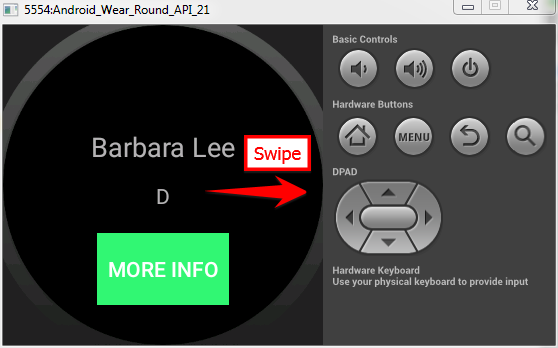 5554:Android_Wear_Round_API_21
Barbara Lee
Swipe
D
MORE INFO
Basic Controls
Hardware Buttons
MENU
DPAD
Hardware Keyboard
Use your physical keyboard to provide input